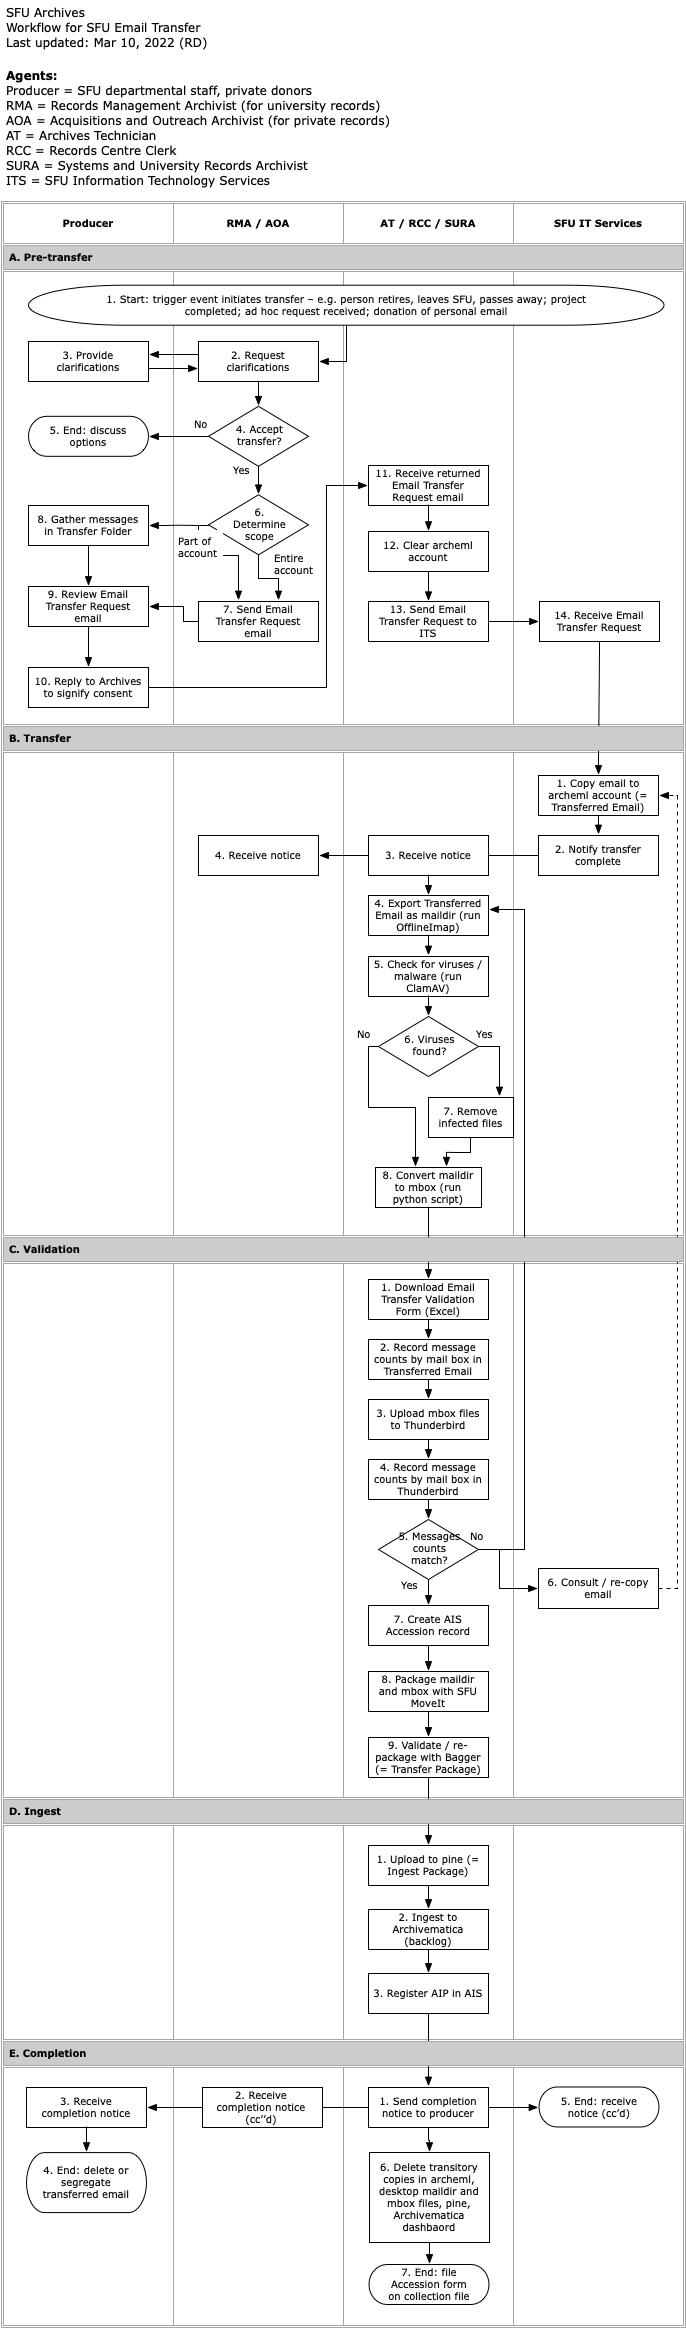 SFU Archives
Workflow for SFU Email Transfer
Last updated: Mar 10, 2022 (RD)
Agents:
Producer = SFU departmental staff, private donors
RMA = Records Management Archivist (for university records)
AOA = Acquisitions and Outreach Archivist (for private records)
AT = Archives Technician
RCC = Records Centre Clerk
SURA = Systems and University Records Archivist
ITS = SFU Information Technology Services
Producer
RMA / AOA
AT / RCC / SURA
SFU IT Services
A. Pre-transfer
1. Start: trigger event initiates transfer – e.g. person retires, leaves SFU, passes away; project
completed; ad hoc request received; donation of personal email
3. Provide
clarifications
2. Request
clarifications
5. End: discuss
options
No
4. Accept
transfer?
Yes
11. Receive returned
Email Transfer
Request email
8. Gather messages
in Transfer Folder
6.
Determine
scope
Part of
account
Entire
account
12. Clear archeml
account
9. Review Email
Transfer Request
email
7. Send Email
Transfer Request
email
13. Send Email
Transfer Request to
ITS
14. Receive Email
Transfer Request
10. Reply to Archives
to signify consent
B. Transfer
1. Copy email to
archeml account (=
Transferred Email)
4. Receive notice
3. Receive notice
2. Notify transfer
complete
4. Export Transferred
Email as maildir (run
OfflineImap)
5. Check for viruses /
malware (run
ClamAV)
No
6. Viruses
found?
Yes
7. Remove
infected files
8. Convert maildir
to mbox (run
python script)
C. Validation
1. Download Email
Transfer Validation
Form (Excel)
2. Record message
counts by mail box in
Transferred Email
3. Upload mbox files
to Thunderbird
4. Record message
counts by mail box in
Thunderbird
5. Messages
counts
match?
No
Yes
6. Consult / re-copy
email
7. Create AIS
Accession record
8. Package maildir
and mbox with SFU
MoveIt
9. Validate / re-
package with Bagger
(= Transfer Package)
D. Ingest
1. Upload to pine (=
Ingest Package)
2. Ingest to
Archivematica
(backlog)
3. Register AIP in AIS
E. Completion
3. Receive
completion notice
2. Receive
completion notice
(cc''d)
1. Send completion
notice to producer
5. End: receive
notice (cc'd)
4. End: delete or
segregate
transferred email
6. Delete transitory
copies in archeml,
desktop maildir and
mbox files, pine,
Archivematica
dashbaord
7. End: file
Accession form
on collection file